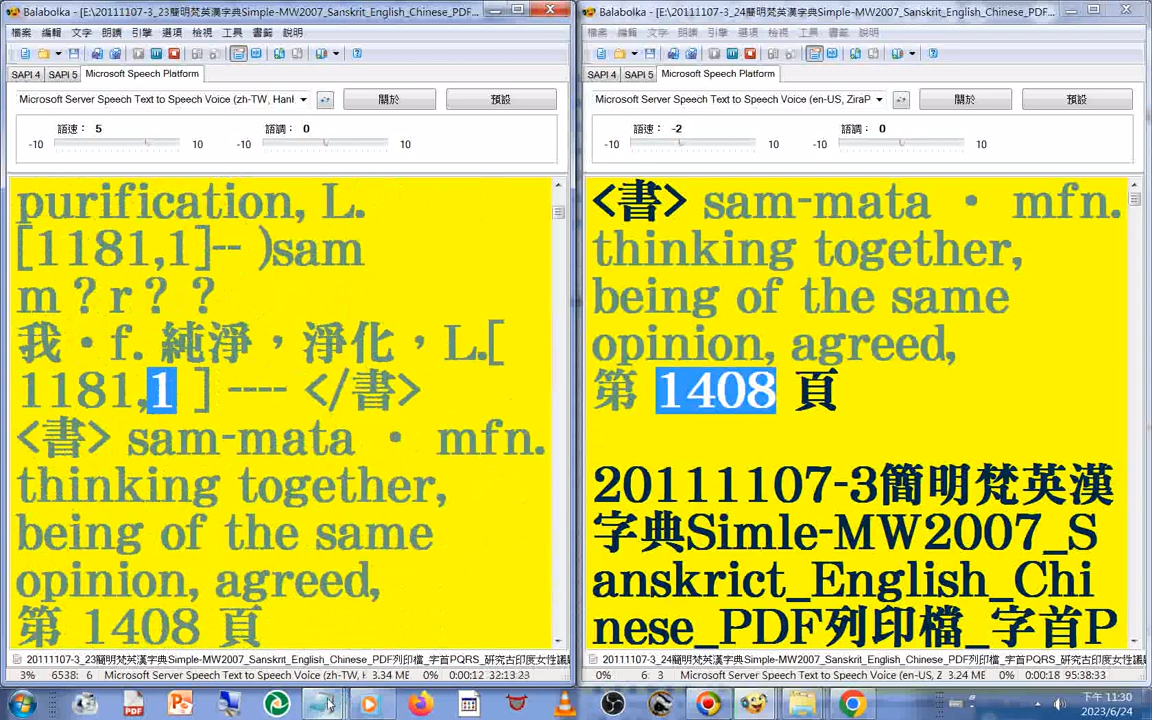 Balabolka - [E:\20111107-3_23簡明梵英漢字典Simple-MW2007_Sanskrit_English_Chinese_PDF...
檔案 編輯 文字 朗讀 引擎 選項 檢視 工具 書籤 說明
SAPI 4 SAPI 5 Microsoft Speech Platform
Microsoft Server Speech Text to Speech Voice (zh-TW, Hanl
關於
預設
語速： 5
語調： 0
-10 10 -10 10
purification, L.
[1181,1]-- )sam
m？r？？
我・f. 純淨，淨化，L.[
1181,1 ] ---- </書>
<書> sam-mata ・ mfn.
thinking together,
being of the same
opinion, agreed,
第 1408 頁
20111107-3_23簡明梵英漢字典Simple-MW2007_Sanskrit_English_Chinese_PDF列印檔_字首PQRS_研究古印度女性議
3% 6538: 6 Microsoft Server Speech Text to Speech Voice (zh-TW, H 3.34 ME 0% 0:00:12 32:13:23
Balabolka - [E:\20111107-3_24簡明梵英漢字典Simple-MW2007_Sanskrit_English_Chinese_PDF...
檔案 編輯 文字 朗讀 引擎 選項 檢視 工具 書籤 說明
SAPI 4 SAPI 5 Microsoft Speech Platform
Microsoft Server Speech Text to Speech Voice (en-US, ZiraP
關於
預設
語速： -2
語調： 0
-10 10 -10 10
<書> sam-mata ・ mfn.
thinking together,
being of the same
opinion, agreed,
第 1408 頁
20111107-3簡明梵英漢
字典Simle-MW2007_S
anskrict_English_Chi
nese_PDF列印檔_字首P
20111107-3_24簡明梵英漢字典Simple-MW2007_Sanskrit_English_Chinese_PDF列印檔_字首PQRS_研究古印度女性議題
0% 6: 3 Microsoft Server Speech Text to Speech Voice (en-US, Z 3.34 MB 0% 0:00:18 95:38:33
下午 11:30
2023/6/24